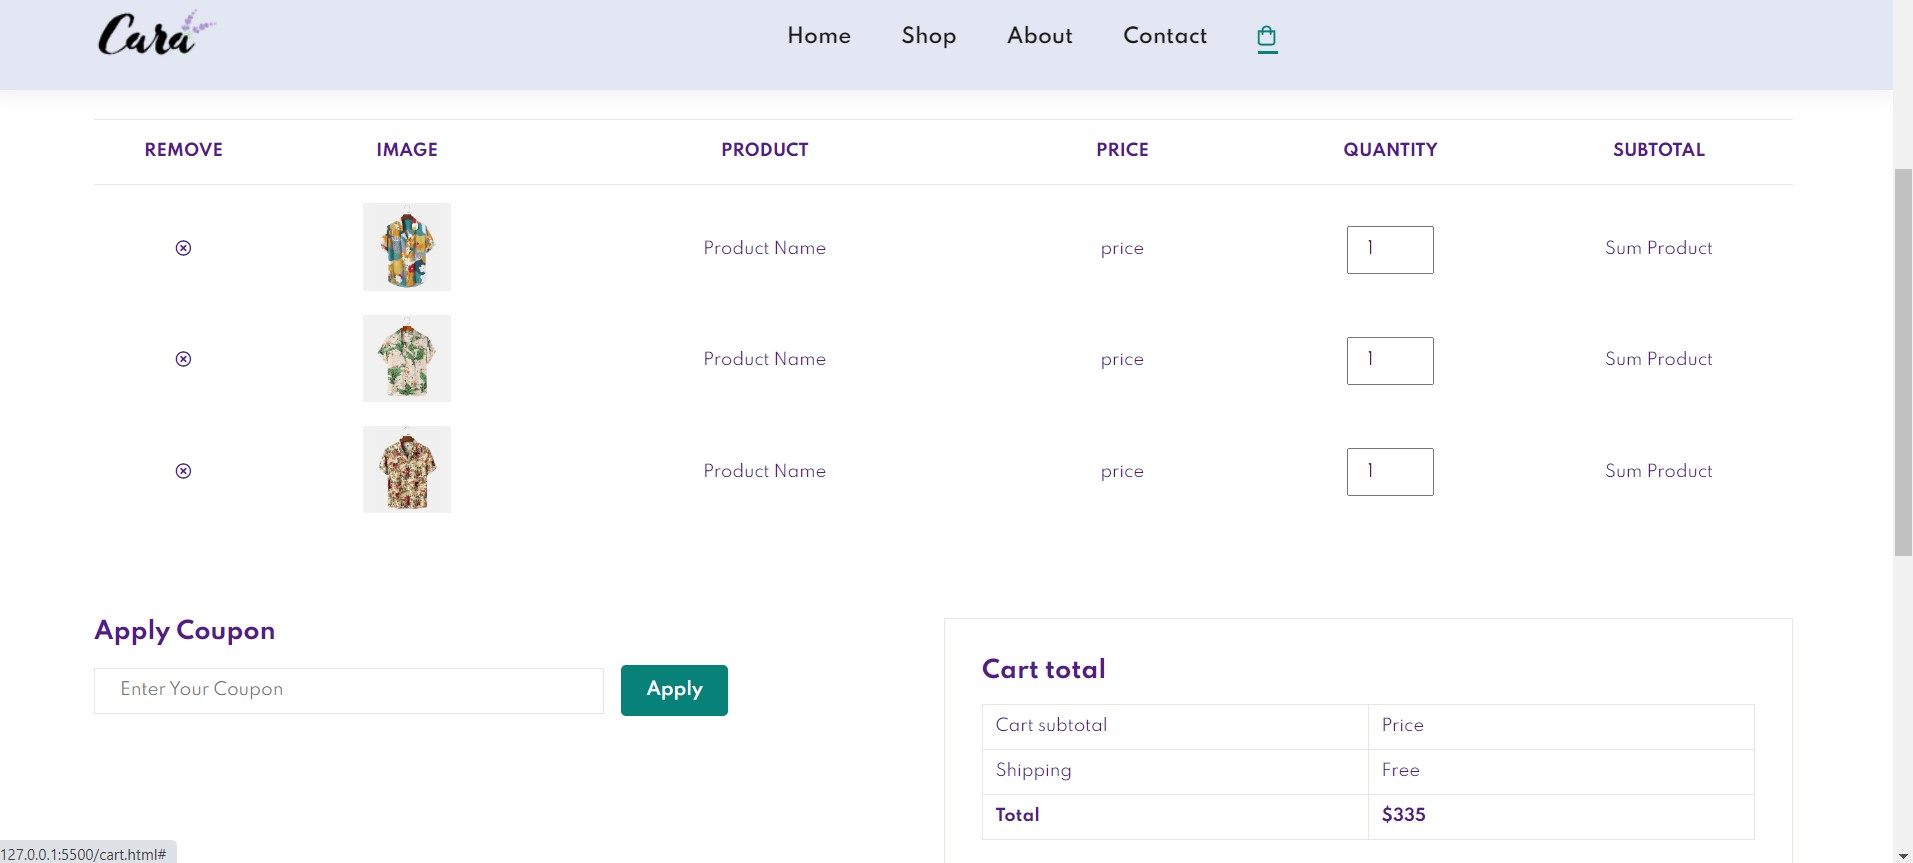 Cara
Home Shop About Contact
REMOVE IMAGE PRODUCT PRICE QUANTITY SUBTOTAL
Product Name price 1 Sum Product
Product Name price 1 Sum Product
Product Name price 1 Sum Product
Apply Coupon
Enter Your Coupon Apply
Cart total
Cart subtotal Price
Shipping Free
Total $335
127.0.0.1:5500/cart.html#